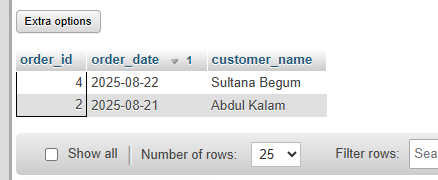 Extra options
order_id order_date 1 customer_name
4 2025-08-22 Sultana Begum
2 2025-08-21 Abdul Kalam
Show all Number of rows: 25 Filter rows: Sea